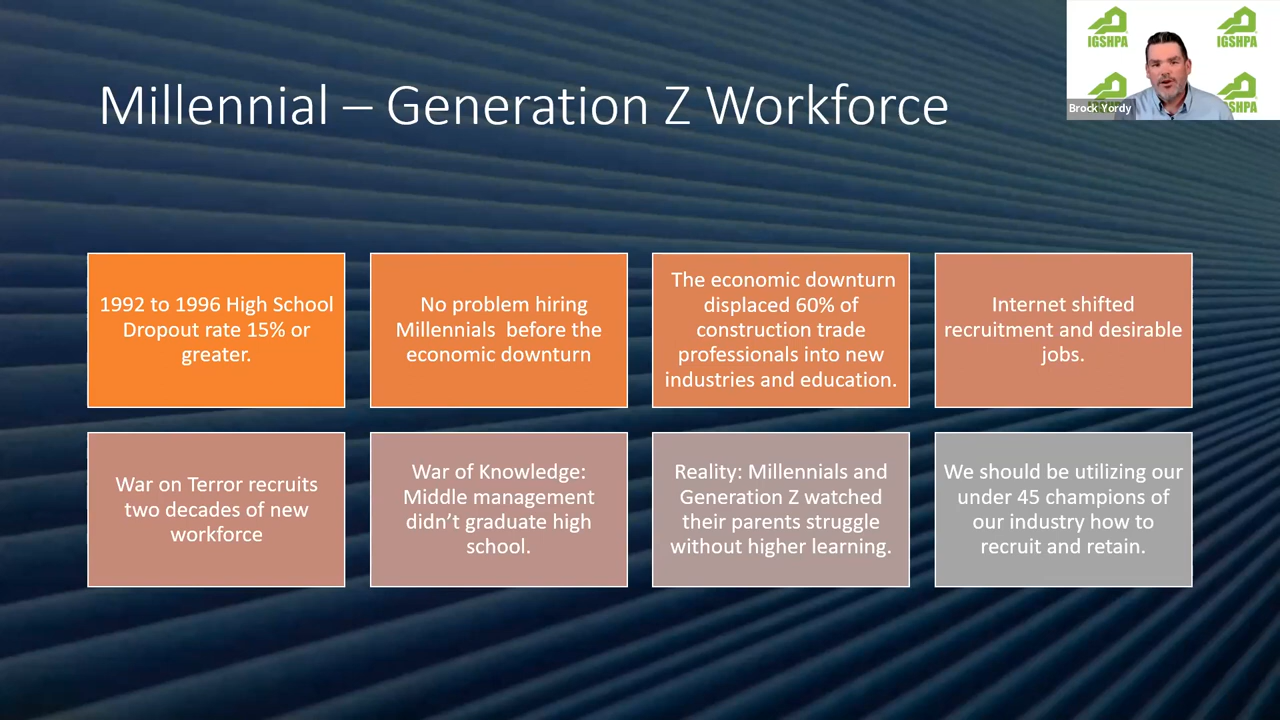 IGSHPA
IGSHPA
Brock Yordy
Millennial – Generation Z Workforce
1992 to 1996 High School
Dropout rate 15% or
greater.
No problem hiring
Millennials before the
economic downturn
The economic downturn
displaced 60% of
construction trade
professionals into new
industries and education.
Internet shifted
recruitment and desirable
jobs.
War on Terror recruits
two decades of new
workforce
War of Knowledge:
Middle management
didn’t graduate high
school.
Reality: Millennials and
Generation Z watched
their parents struggle
without higher learning.
We should be utilizing our
under 45 champions of
our industry how to
recruit and retain.